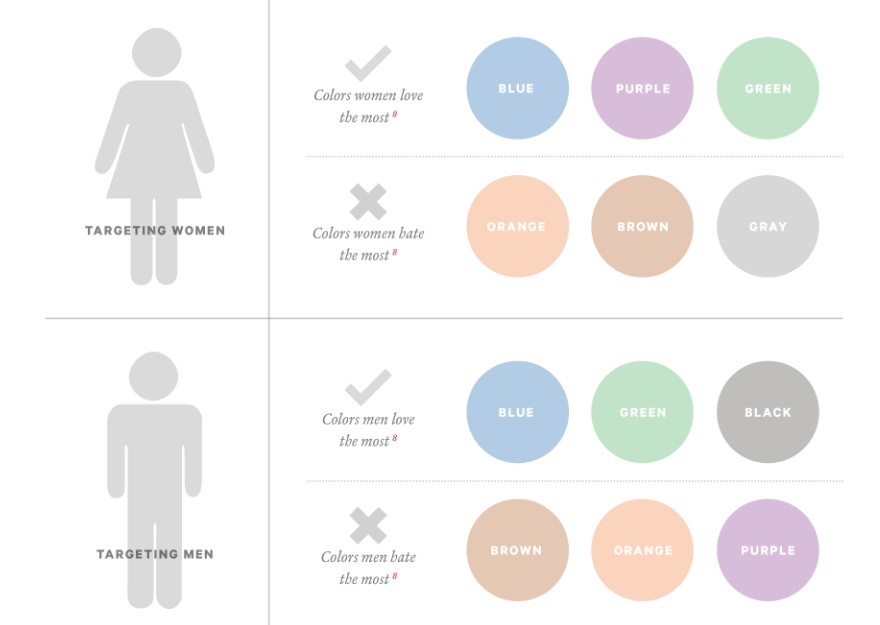 TARGETING WOMEN
Colors women love
the most 8
BLUE
PURPLE
GREEN
Colors women hate
the most 8
ORANGE
BROWN
GRAY
TARGETING MEN
Colors men love
the most 8
BLUE
GREEN
BLACK
Colors men hate
the most 8
BROWN
ORANGE
PURPLE